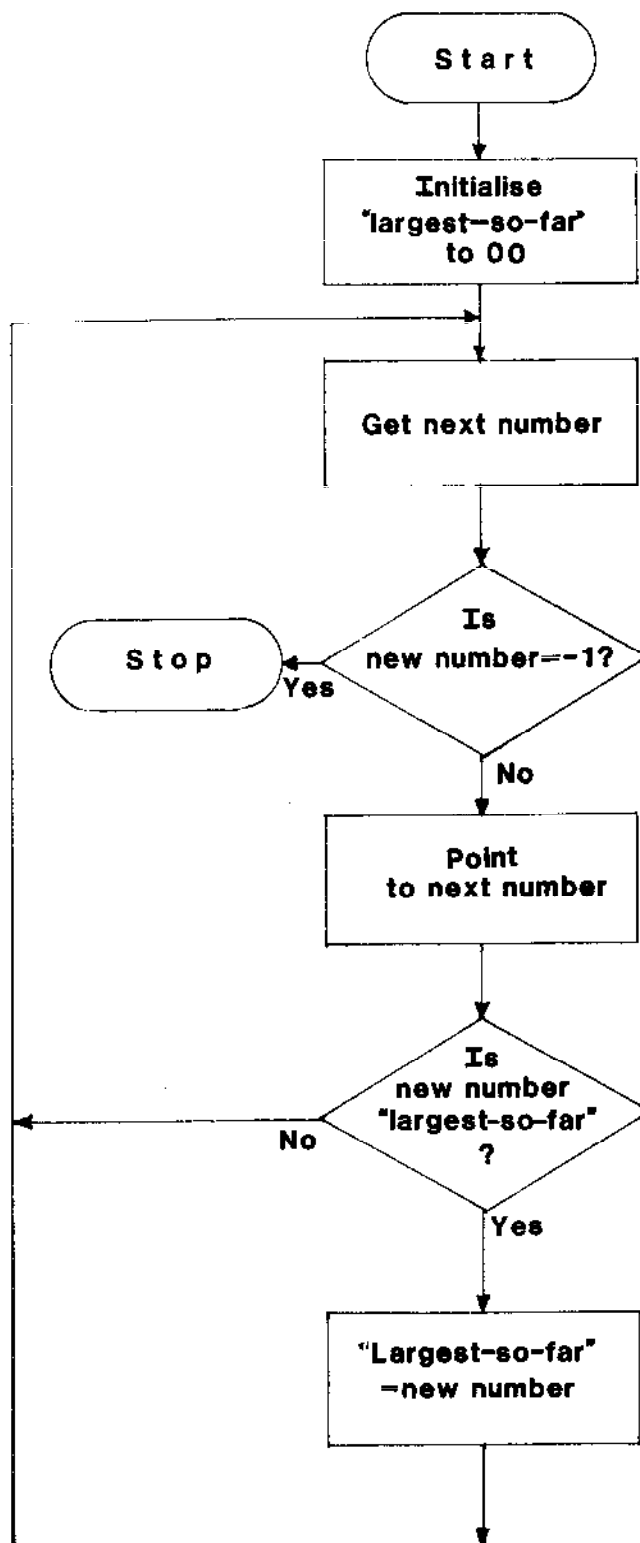 Start
Initialise
"largest-so-far"
to 00
Get next number
Is
new number=-1?
Stop
Yes
No
Point
to next number
Is
new number
"largest-so-far"
?
No
Yes
"Largest-so-far"
=new number